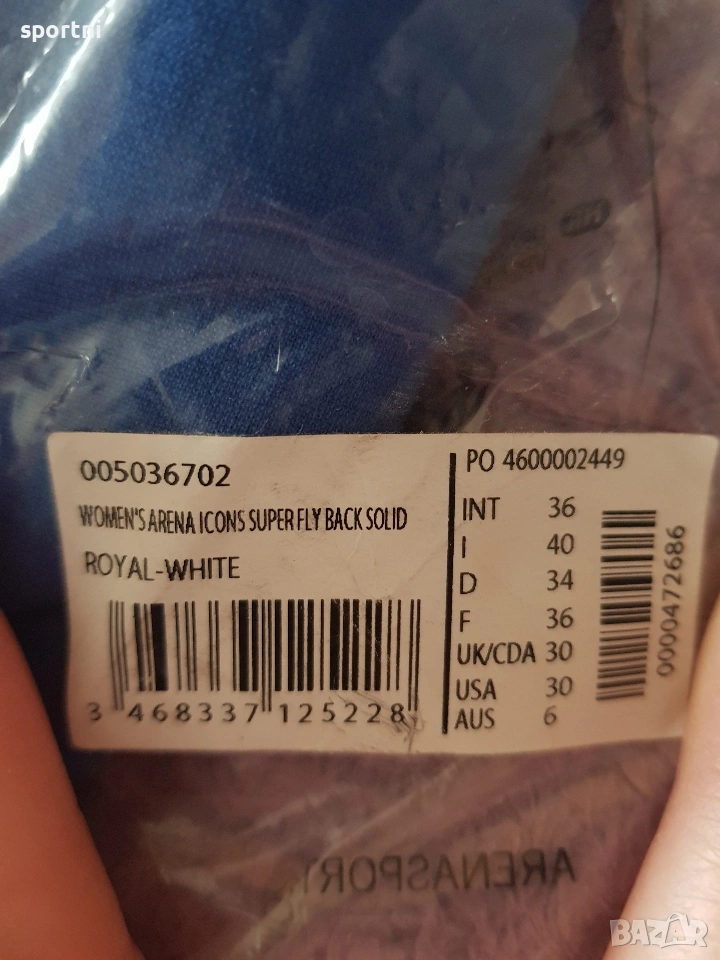 sportni
005036702
WOMEN'S ARENA ICONS SUPER FLY BACK SOLID
ROYAL-WHITE
3 468337 125228
PO 4600002449
INT 36
I 40
D 34
F 36
UK/CDA 30
USA 30
AUS 6
0000472686
ARENASPORT
BAZAR